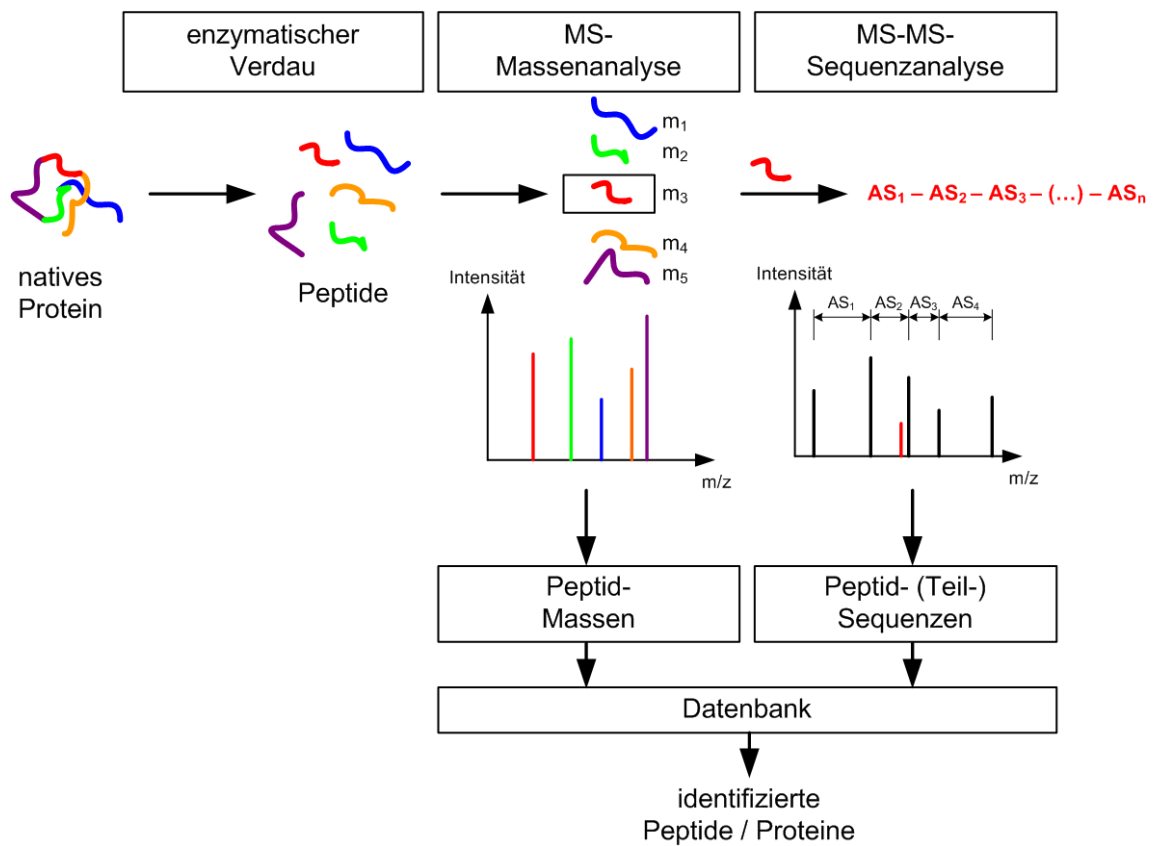 enzymatischer
Verdau
MS-
Massenanalyse
MS-MS-
Sequenzanalyse
natives
Protein
Peptide
m₁
m₂
m₃
m₄
m₅
AS₁ – AS₂ – AS₃ – (...) – ASₙ
Intensität
m/z
Intensität
AS₁ AS₂ AS₃ AS₄
m/z
Peptid-
Massen
Peptid- (Teil-)
Sequenzen
Datenbank
identifizierte
Peptide / Proteine